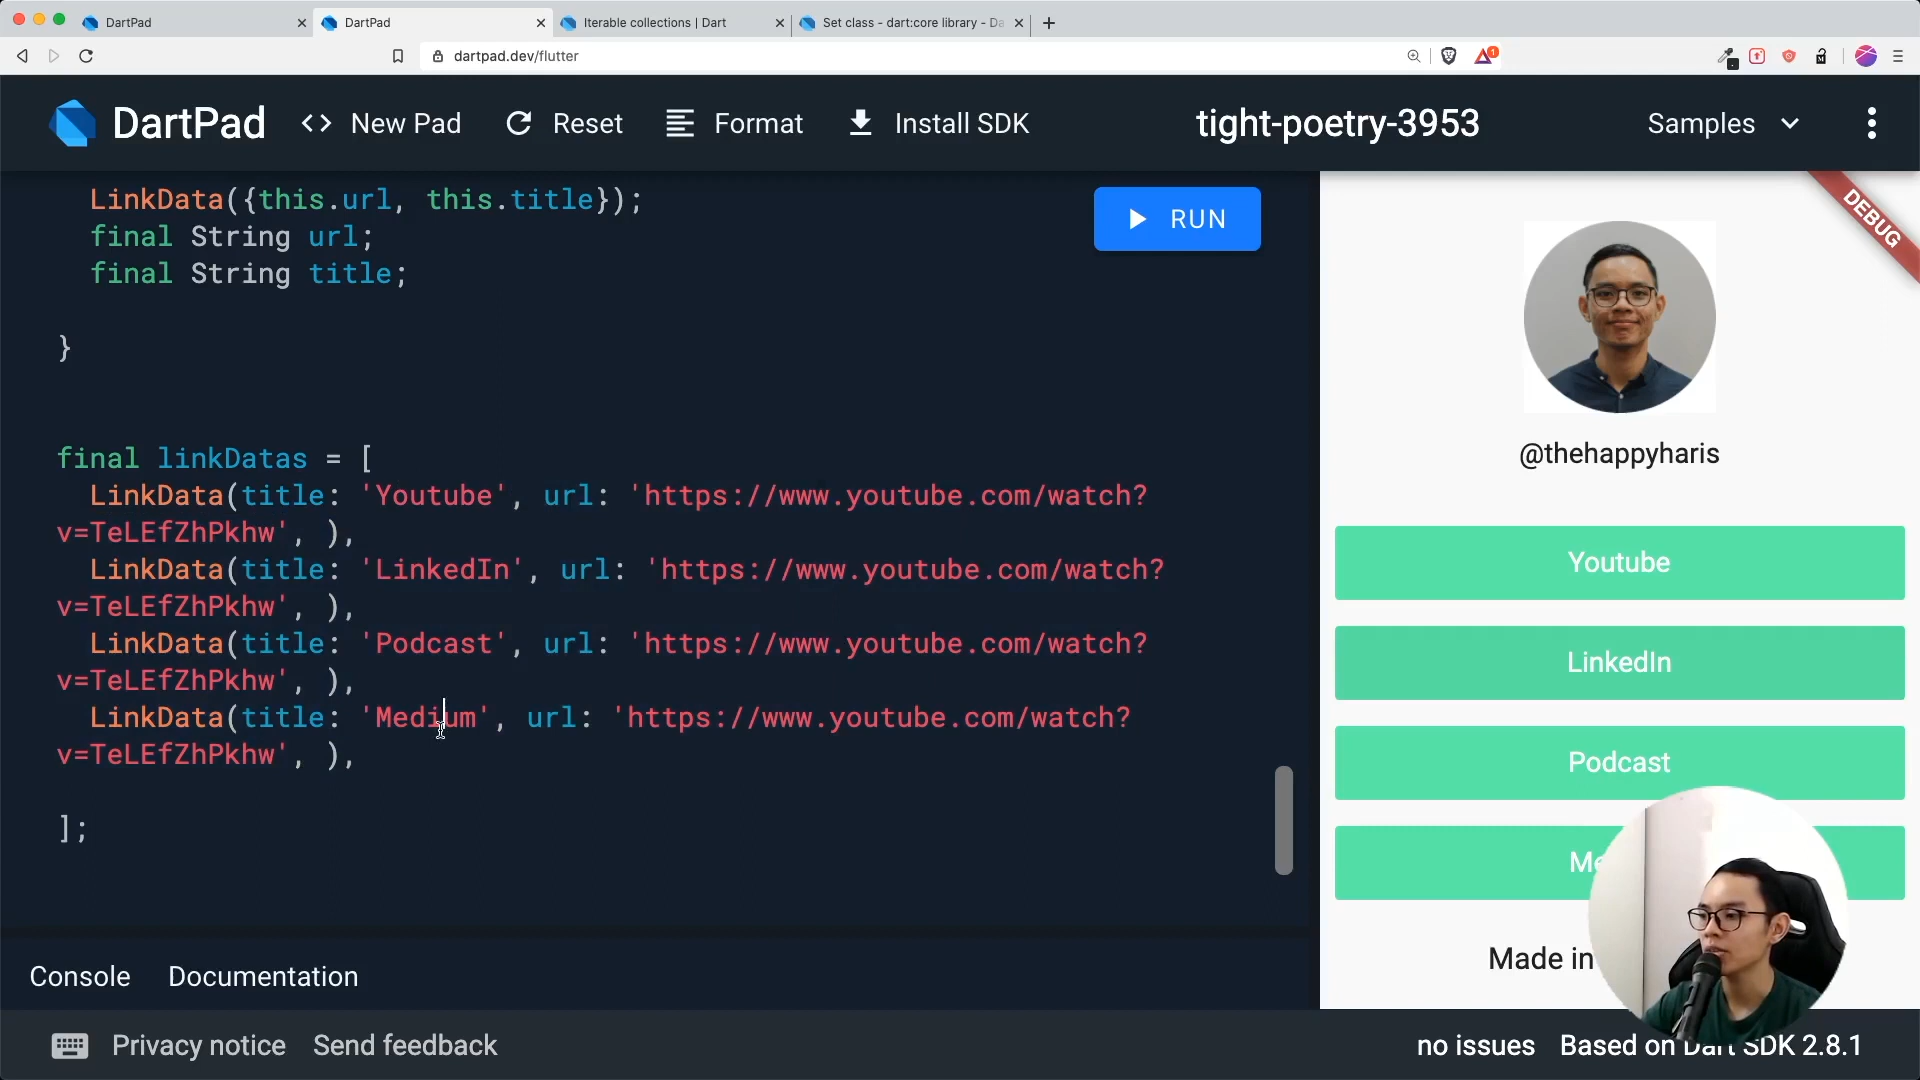 DartPad
DartPad
Iterable collections | Dart
Set class - dart:core library - Da
dartpad.dev/flutter
1
DartPad
New Pad
Reset
Format
Install SDK
tight-poetry-3953
Samples
LinkData({this.url, this.title});
final String url;
final String title;
}
final linkDatas = [
LinkData(title: 'Youtube', url: 'https://www.youtube.com/watch?
v=TeLEfZhPkhw', ),
LinkData(title: 'LinkedIn', url: 'https://www.youtube.com/watch?
v=TeLEfZhPkhw', ),
LinkData(title: 'Podcast', url: 'https://www.youtube.com/watch?
v=TeLEfZhPkhw', ),
LinkData(title: 'Medium', url: 'https://www.youtube.com/watch?
v=TeLEfZhPkhw', ),
];
RUN
DEBUG
@thehappyharis
Youtube
LinkedIn
Podcast
Made in
Console
Documentation
Privacy notice
Send feedback
no issues
Based on Dart SDK 2.8.1